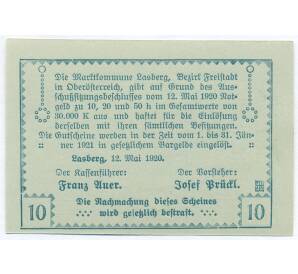 Die Marktkommune Lasberg, Bezirk Freistadt
in Oberösterreich, gibt auf Grund des Aus-
schußsitzungsbeschlusses vom 12. Mai 1920 Not-
geld zu 10, 20 und 50 h im Gesamtwerte von
30.000 K aus und haftet für die Einlösung
derselben mit ihren sämtlichen Besitzungen.
Die Gutscheine werden in der Zeit vom 1. bis 31. Jän-
ner 1921 in gesetzlichem Bargelde eingelöst.
Lasberg, 12. Mai 1920.
Der Kassenführer: Der Vorsteher:
Franz Auer. Josef Prückl.
10 Die Nachmachung dieses Scheines 10
wird gesetzlich bestraft.